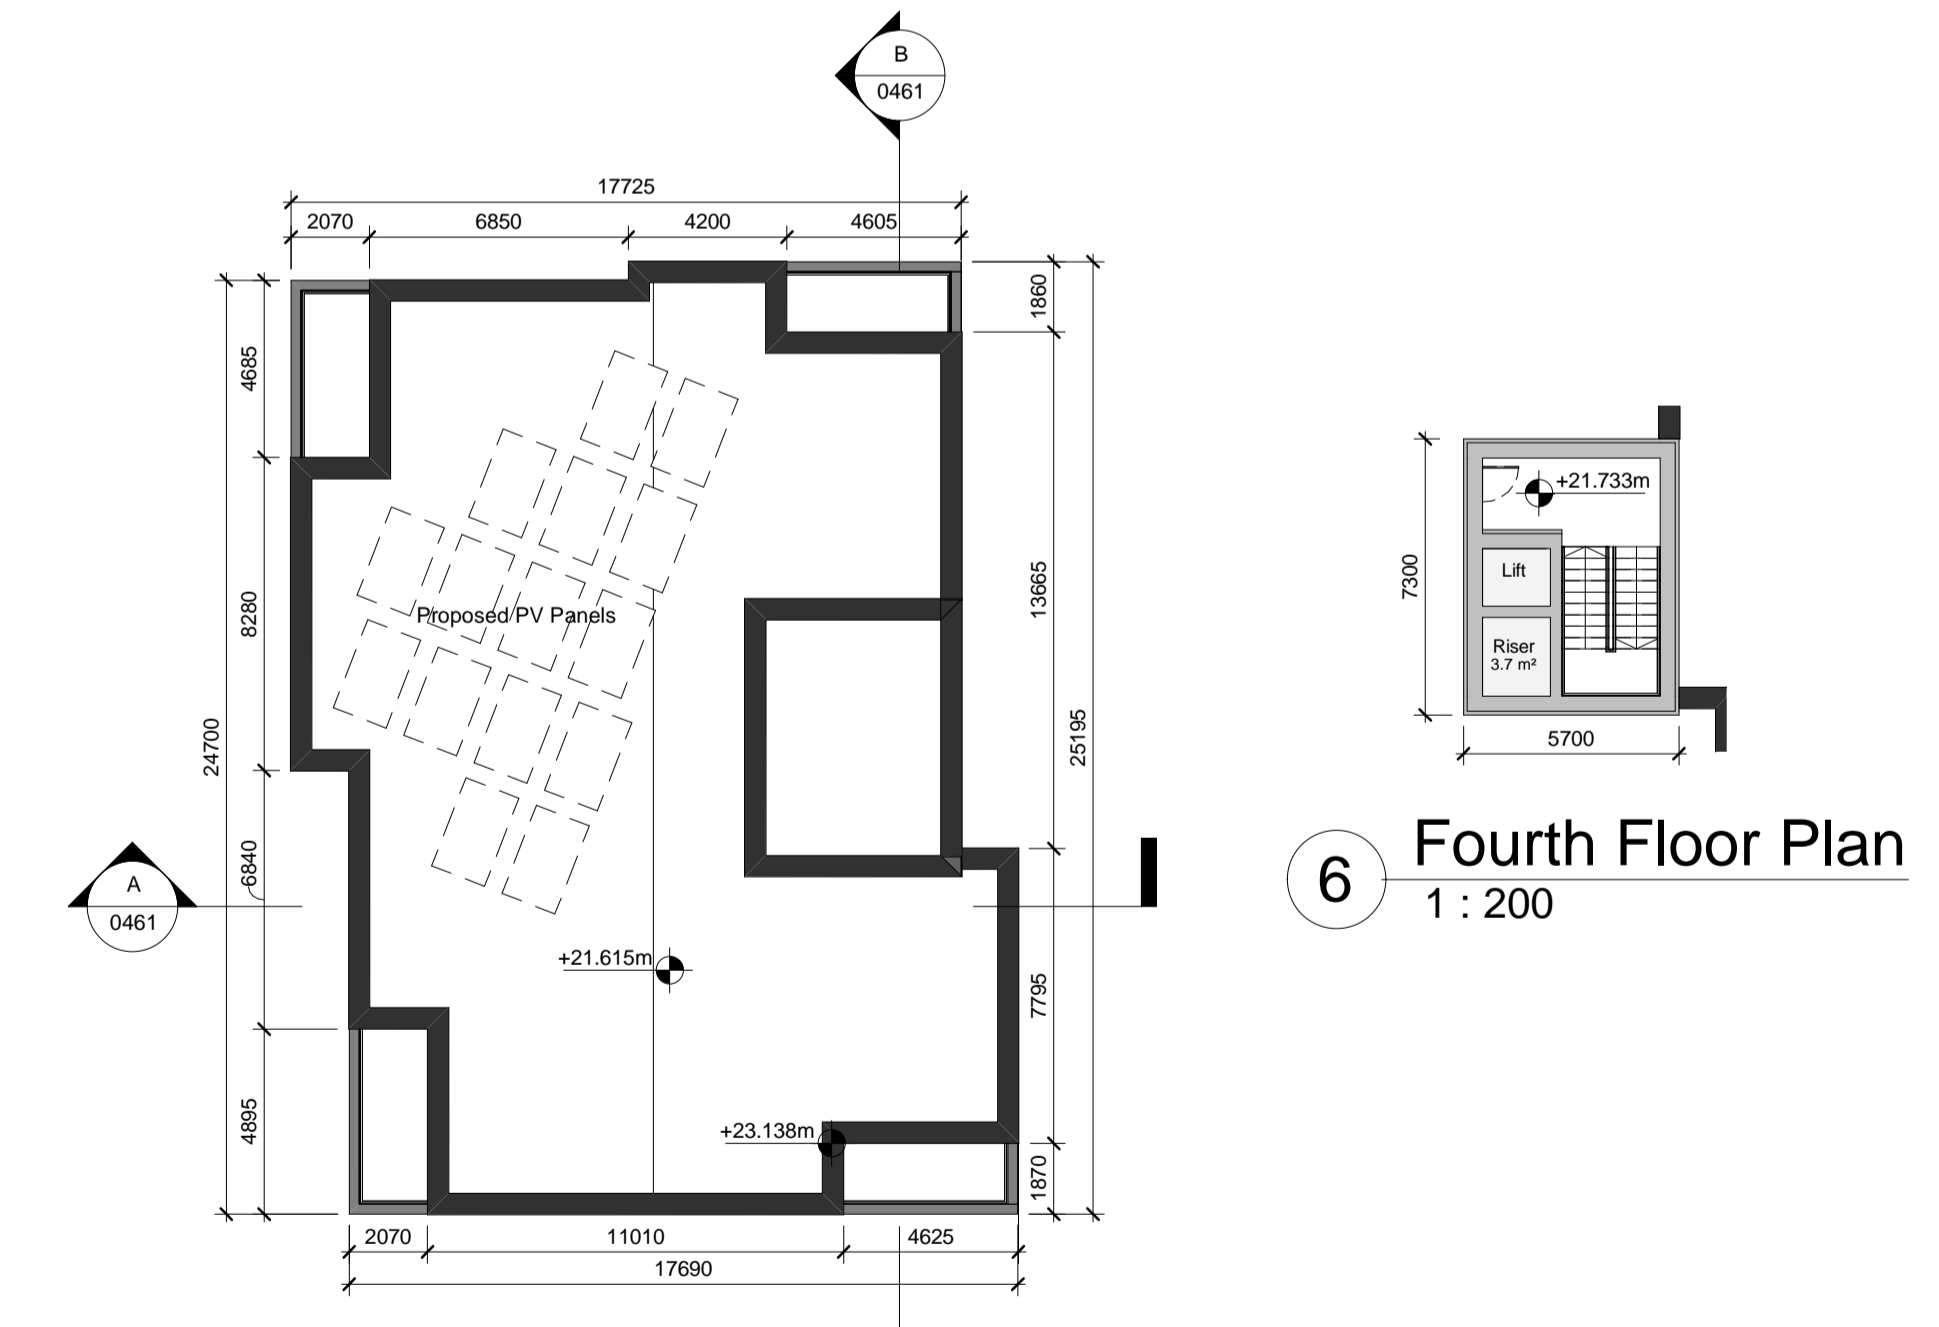 B
0461
17725
2070
6850
4200
4605
1860
4685
13665
8280
Proposed PV Panels
24700
25195
6840
A
0461
+21.615m
7795
4895
+23.138m
1870
2070
11010
4625
17690
+21.733m
7300
Lift
Riser
3.7 m²
5700
6
Fourth Floor Plan
1 : 200